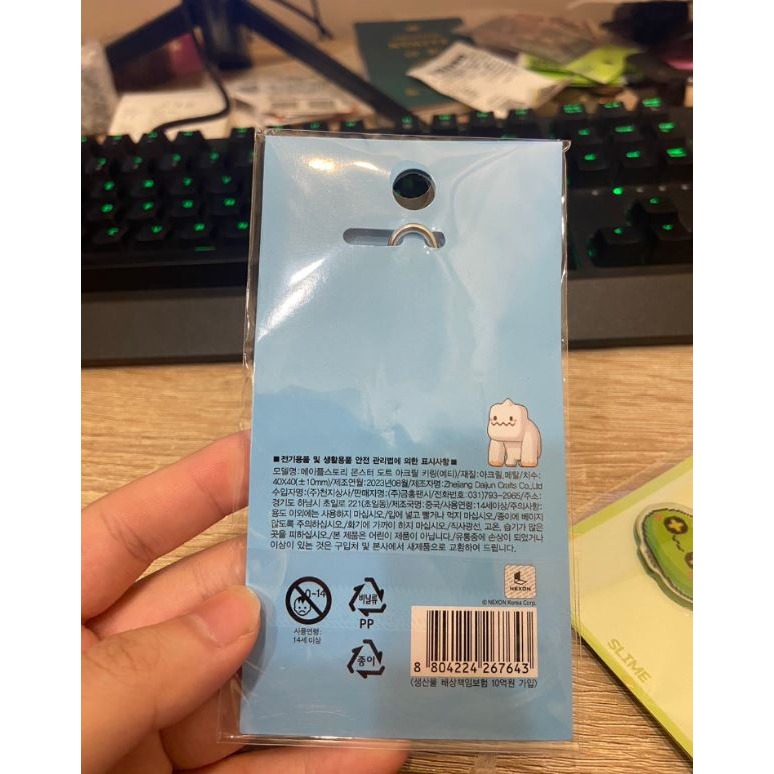 ■전기용품 및 생활용품 안전 관리법에 의한 표시사항■
모델명: 메이플스토리 몬스터 도트 아크릴 키링(예티)/재질:아크릴,메탈/치수:
40X40(±10mm)/제조연월:2023년08월/제조자명:Zhejiang Daijun Crafts Co.,Ltd
수입자명:(주)천지상사/판매자명:(주)금홍팬시/전화번호:031)793-2965/주소:
경기도 하남시 초일로 221(초일동)/제조국명:중국/사용연령:14세이상/주의사항:
용도 이외에는 사용하지 마십시오./입에 넣고 빨거나 먹지 마십시오./종이에 베이지
않도록 주의하십시오./화기에 가까이 하지 마십시오./직사광선, 고온, 습기가 많은
곳을 피하십시오./본 제품은 어린이 제품이 아닙니다./유통중에 손상이 되었거나
이상이 있는 것은 구입처 및 본사에서 새제품으로 교환하여 드립니다.
0~14
사용연령:
14세 이상
비닐류
PP
종이
NEXON
© NEXON Korea Corp.
8 804224 267643
(생산물 배상책임보험 10억원 가입)
SLIME